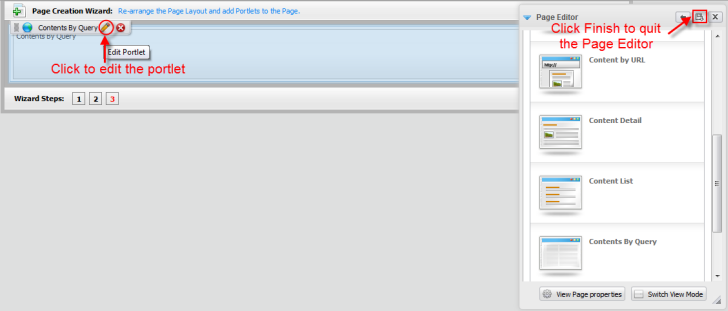 Page Creation Wizard: Re-arrange the Page Layout and add Portlets to the Page.
Contents By Query
Contents By Query
Edit Portlet
Click to edit the portlet
Wizard Steps: 1 2 3
Page Editor
Click Finish to quit
the Page Editor
Content by URL
http://
Content Detail
Content List
Contents By Query
View Page properties
Switch View Mode